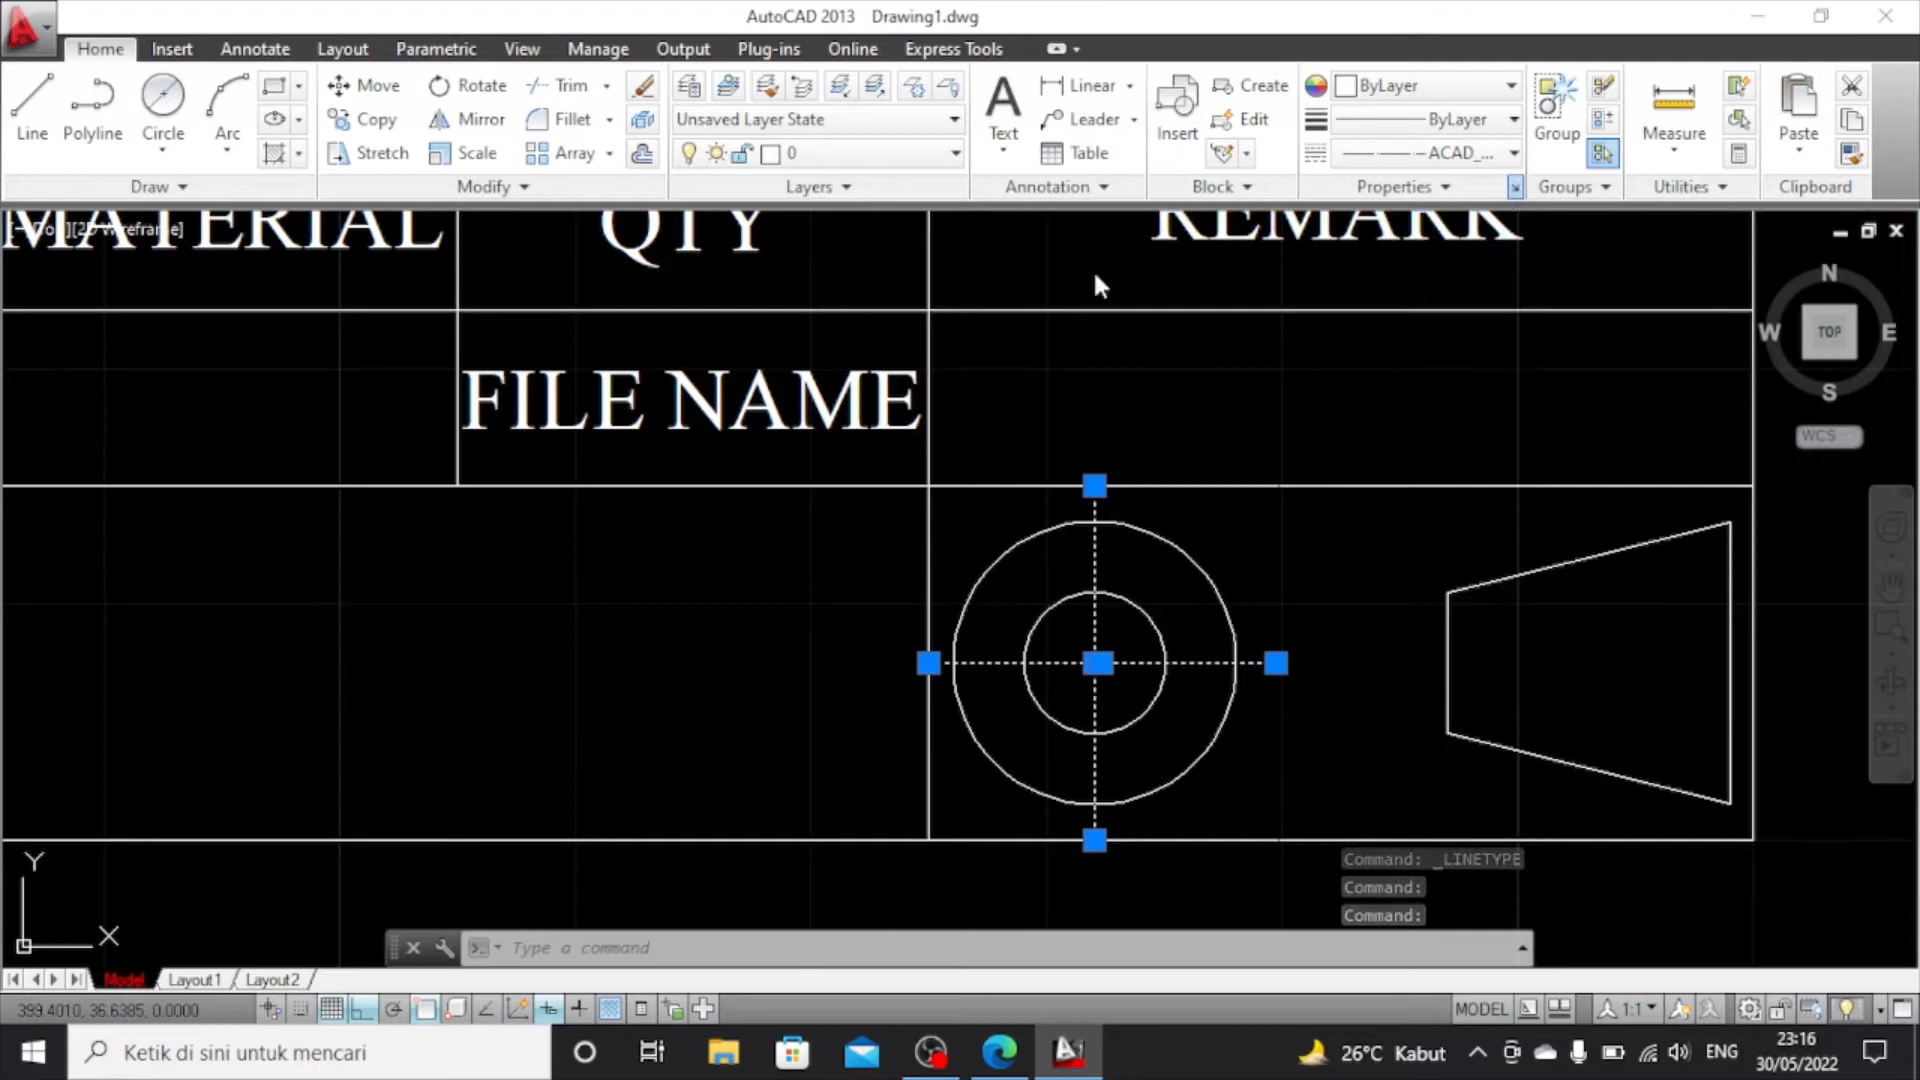 AutoCAD 2013 Drawing1.dwg
Home Insert Annotate Layout Parametric View Manage Output Plug-ins Online Express Tools
Line Polyline Circle Arc
Move Rotate Trim
Copy Mirror Fillet
Stretch Scale Array
Unsaved Layer State
0
Text
Linear
Leader
Table
Insert
Create
Edit
ByLayer
ByLayer
ACAD_...
Group
Measure
Paste
Draw Modify Layers Annotation Block Properties Groups Utilities Clipboard
MATERIAL QTY REMARK
FILE NAME
N
W TOP E
S
WCS
Y
X
Command: _LINETYPE
Command:
Command:
Type a command
Model Layout1 Layout2
399.4010, 36.6385, 0.0000
MODEL 1:1
Ketik di sini untuk mencari
26°C Kabut
ENG
23:16
30/05/2022